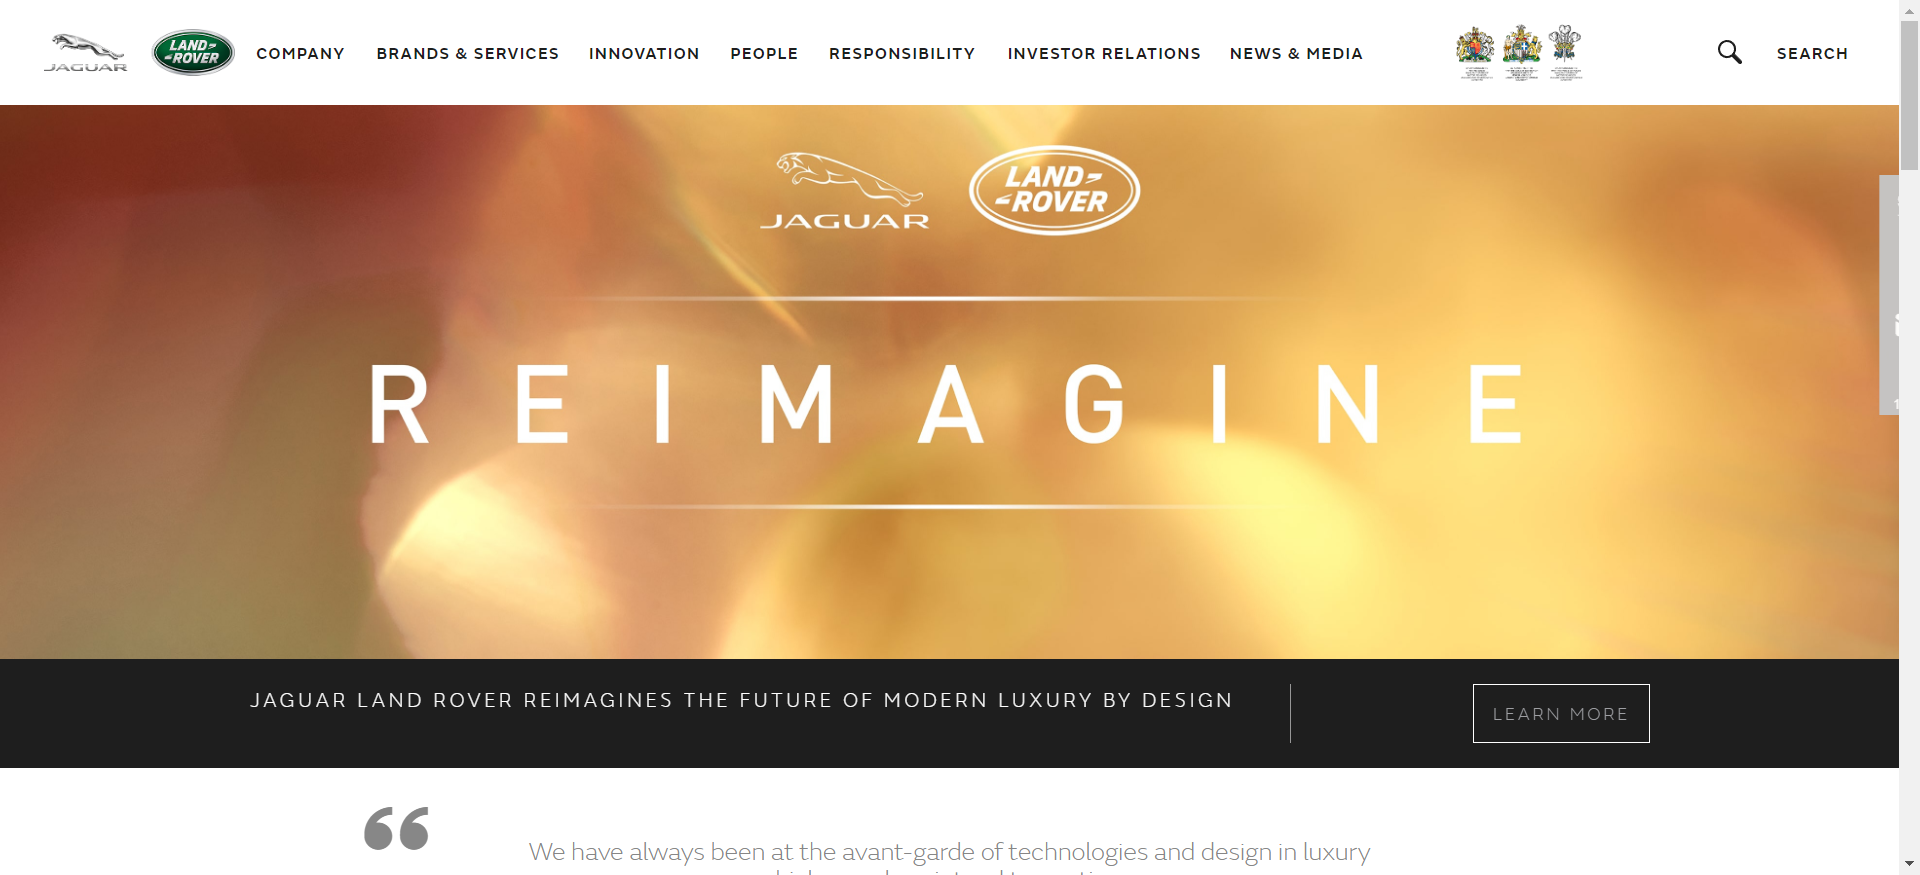 JAGUAR
LAND ROVER
COMPANY
BRANDS & SERVICES
INNOVATION
PEOPLE
RESPONSIBILITY
INVESTOR RELATIONS
NEWS & MEDIA
SEARCH
JAGUAR
LAND
ROVER
REIMAGINE
JAGUAR LAND ROVER REIMAGINES THE FUTURE OF MODERN LUXURY BY DESIGN
LEARN MORE
“
We have always been at the avant-garde of technologies and design in luxury